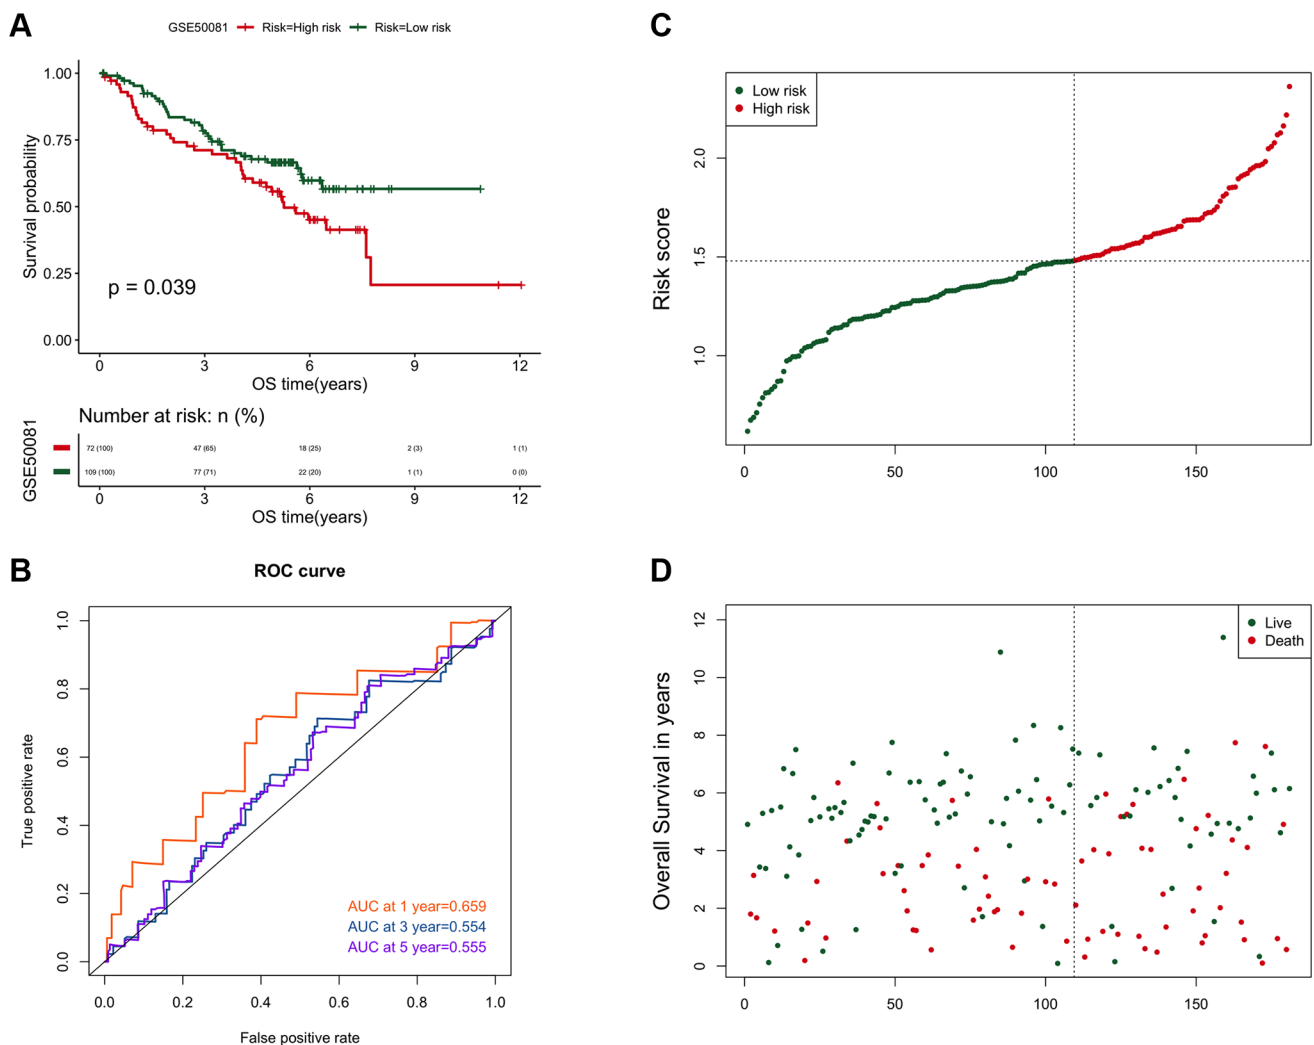 A
GSE50081 Risk=High risk Risk=Low risk
Survival probability
1.00
0.75
0.50
0.25
0.00
p = 0.039
0 3 6 9 12
OS time(years)
Number at risk: n (%)
GSE50081
72 (100) 47 (65) 18 (25) 2 (3) 1 (1)
109 (100) 77 (71) 22 (20) 1 (1) 0 (0)
0 3 6 9 12
OS time(years)
B
ROC curve
True positive rate
1.0
0.8
0.6
0.4
0.2
0.0
AUC at 1 year=0.659
AUC at 3 year=0.554
AUC at 5 year=0.555
0.0 0.2 0.4 0.6 0.8 1.0
False positive rate
C
Low risk
High risk
Risk score
2.0
1.5
1.0
0 50 100 150
D
Live
Death
Overall Survival in years
12
10
8
6
4
2
0
0 50 100 150